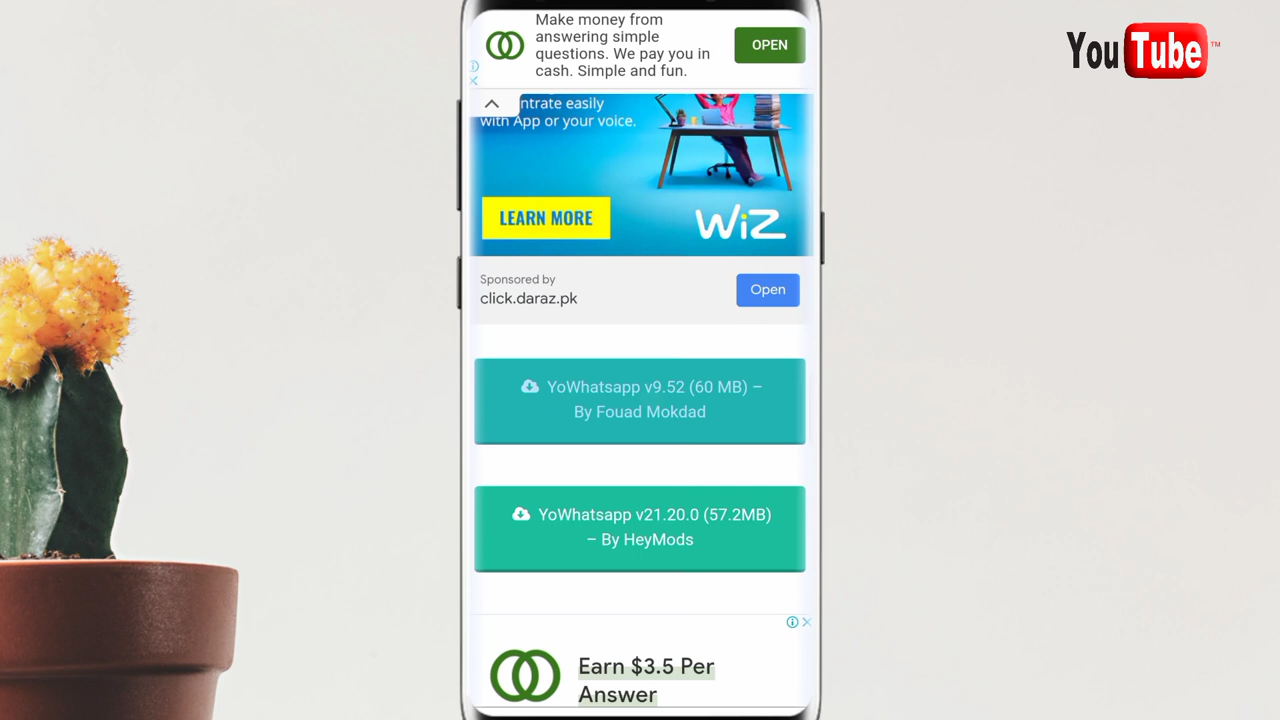 Make money from
answering simple
questions. We pay you in
cash. Simple and fun.
OPEN
YouTube™
ntrate easily
with App or your voice.
LEARN MORE
WiZ
Sponsored by
click.daraz.pk
Open
YoWhatsapp v9.52 (60 MB) –
By Fouad Mokdad
YoWhatsapp v21.20.0 (57.2MB)
– By HeyMods
Earn $3.5 Per
Answer